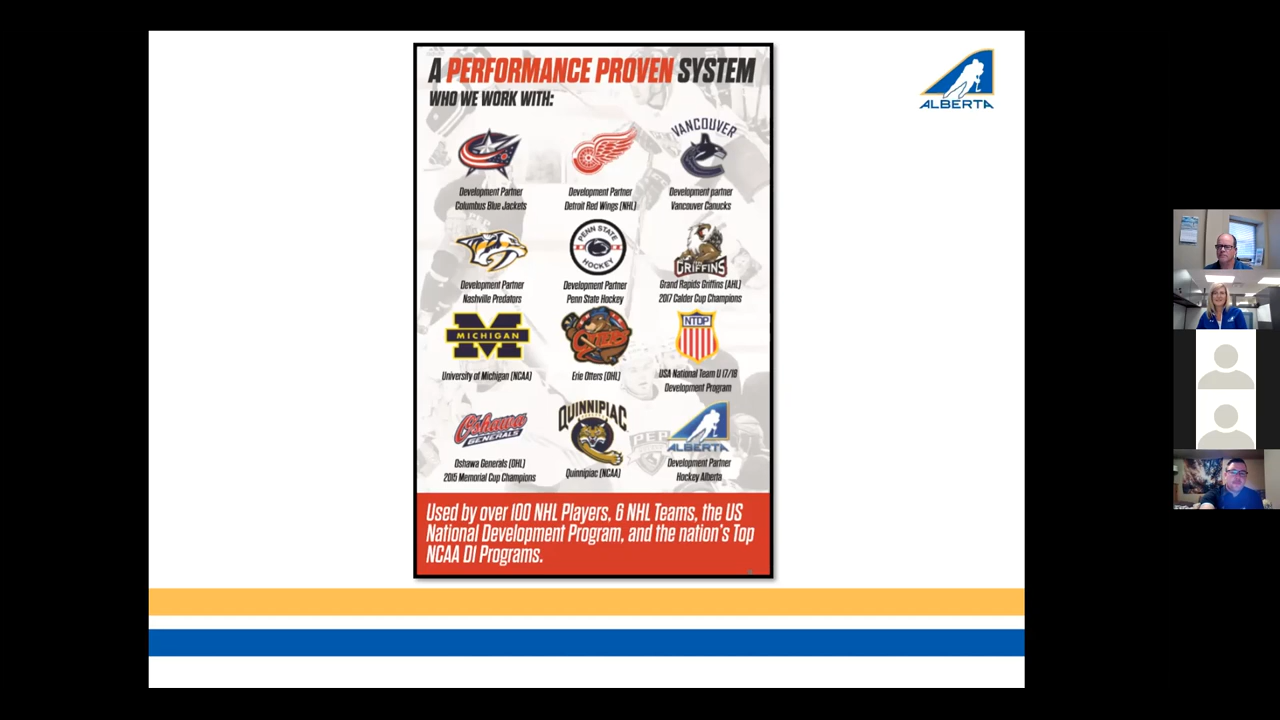 A PERFORMANCE PROVEN SYSTEM
WHO WE WORK WITH:
ALBERTA
VANCOUVER
Development Partner
Columbus Blue Jackets
Development Partner
Detroit Red Wings (NHL)
Development partner
Vancouver Canucks
PENN STATE
HOCKEY
GRIFFINS
Development Partner
Nashville Predators
Development Partner
Penn State Hockey
Grand Rapids Griffins (AHL)
2017 Calder Cup Champions
MICHIGAN
OTTERS
NTDP
University of Michigan (NCAA)
Erie Otters (OHL)
USA National Team U 17/18
Development Program
Oshawa
GENERALS
QUINNIPIAC
PEP
ALBERTA
Oshawa Generals (OHL)
2015 Memorial Cup Champions
Quinnipiac (NCAA)
Development Partner
Hockey Alberta
Used by over 100 NHL Players, 6 NHL Teams, the US
National Development Program, and the nation's Top
NCAA DI Programs.